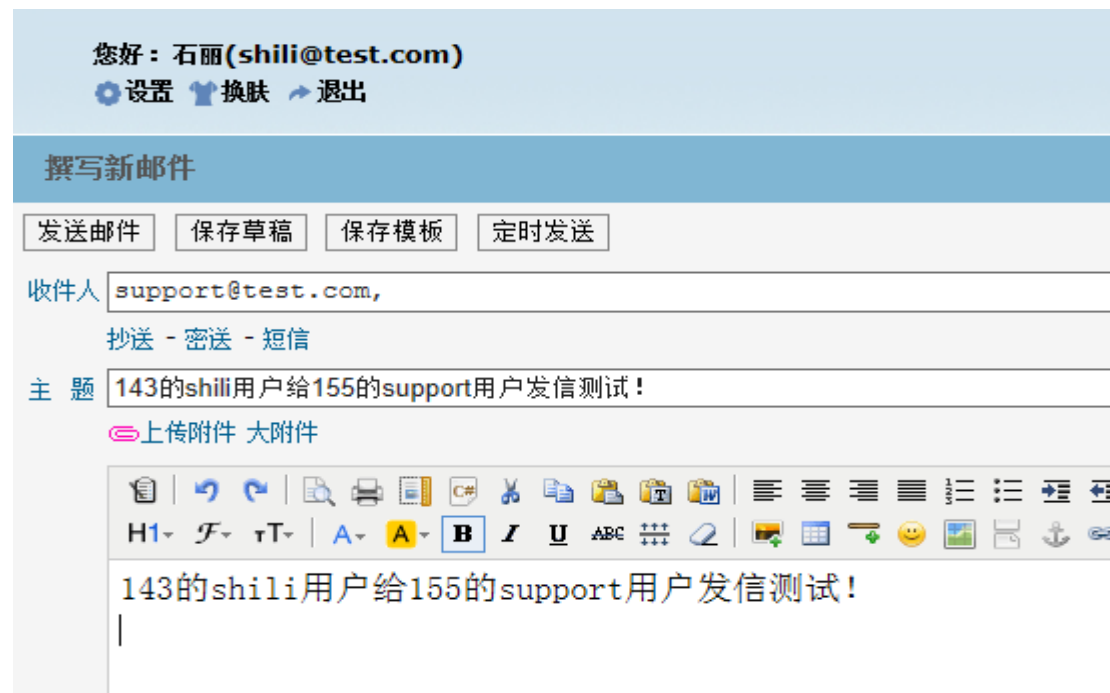 您好：石丽(shili@test.com)
设置 换肤 退出
撰写新邮件
发送邮件 保存草稿 保存模板 定时发送
收件人 support@test.com,
抄送 - 密送 - 短信
主 题 143的shili用户给155的support用户发信测试！
上传附件 大附件
C# T W
H1 F TT A A B I U ABC
143的shili用户给155的support用户发信测试！